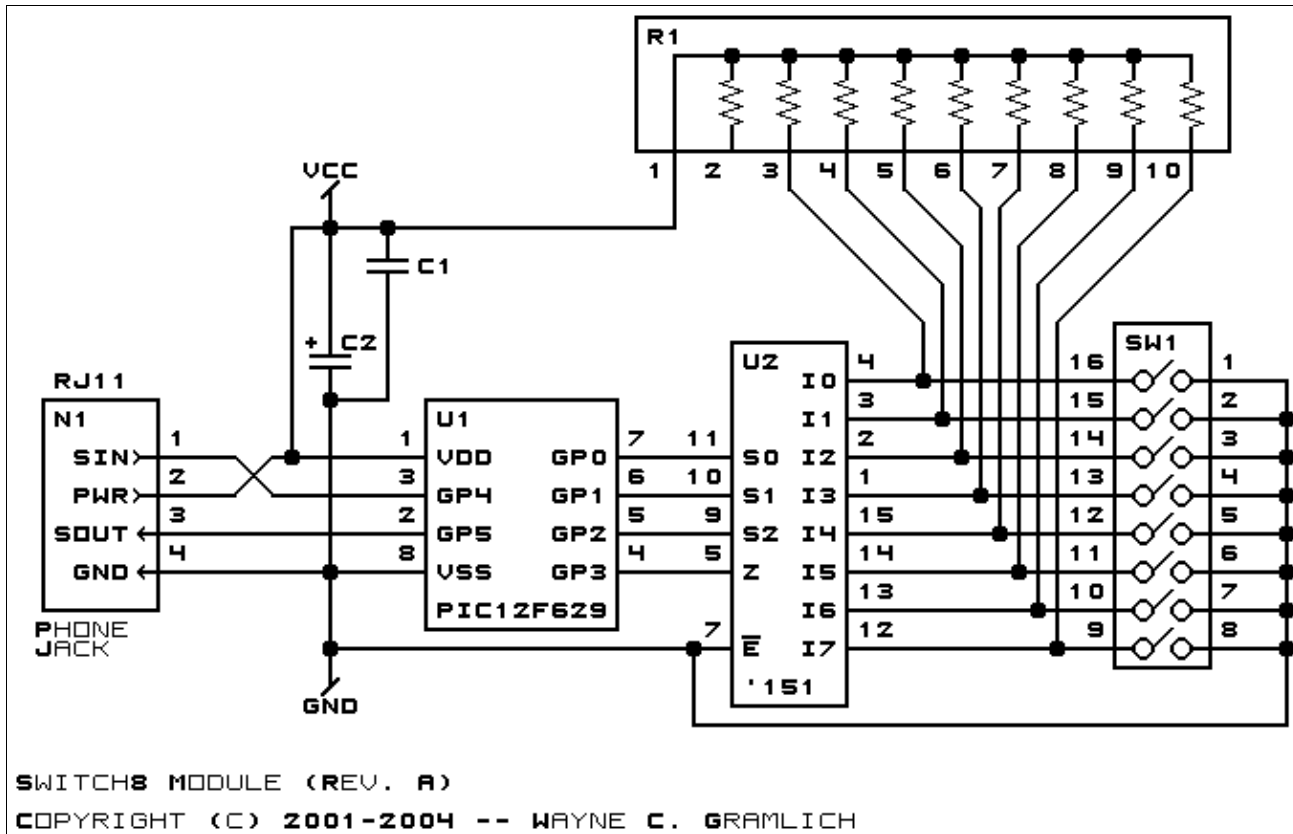 R1
1 2 3 4 5 6 7 8 9 10
VCC
C1
+ C2
RJ11
N1
1
SIN
2
PWR
3
SOUT
4
GND
PHONE
JACK
U1
1 VDD GP0 7
3 GP4 GP1 6
2 GP5 GP2 5
8 VSS GP3 4
PIC12F629
U2
11 S0
10 S1
9 S2
5 Z
7 E
I0 4
I1 3
I2 2
I3 1
I4 15
I5 14
I6 13
I7 12
'151
SW1
16 1
15 2
14 3
13 4
12 5
11 6
10 7
9 8
GND
SWITCH8 MODULE (REV. A)
COPYRIGHT (C) 2001-2004 -- WAYNE C. GRAMLICH